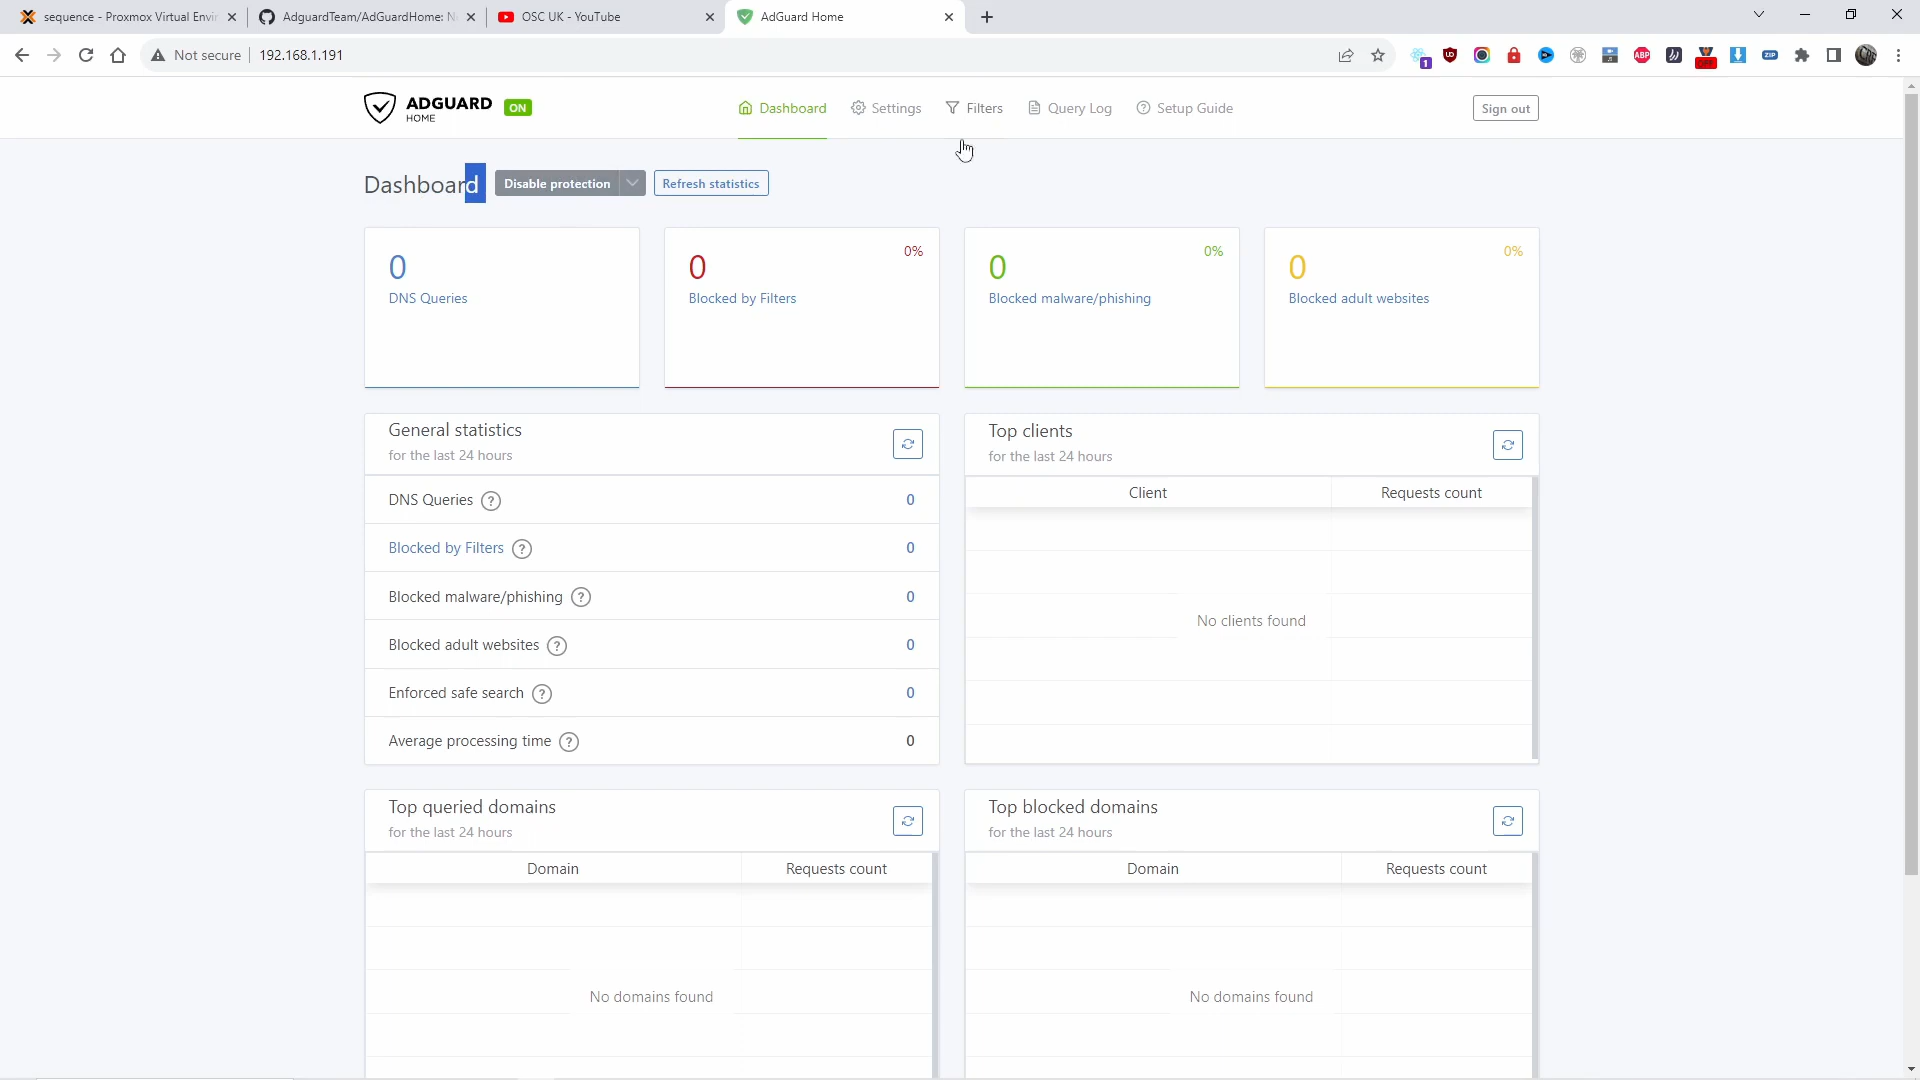 sequence - Proxmox Virtual Envir
AdguardTeam/AdGuardHome: N
OSC UK - YouTube
AdGuard Home
Not secure
192.168.1.191
1
ABP
ZIP
ADGUARD
HOME
ON
Dashboard
Settings
Filters
Query Log
Setup Guide
Sign out
Dashboard
Disable protection
Refresh statistics
0
DNS Queries
0
0%
Blocked by Filters
0
0%
Blocked malware/phishing
0
0%
Blocked adult websites
General statistics
for the last 24 hours
DNS Queries ? 0
Blocked by Filters ? 0
Blocked malware/phishing ? 0
Blocked adult websites ? 0
Enforced safe search ? 0
Average processing time ? 0
Top clients
for the last 24 hours
Client Requests count
No clients found
Top queried domains
for the last 24 hours
Domain Requests count
No domains found
Top blocked domains
for the last 24 hours
Domain Requests count
No domains found